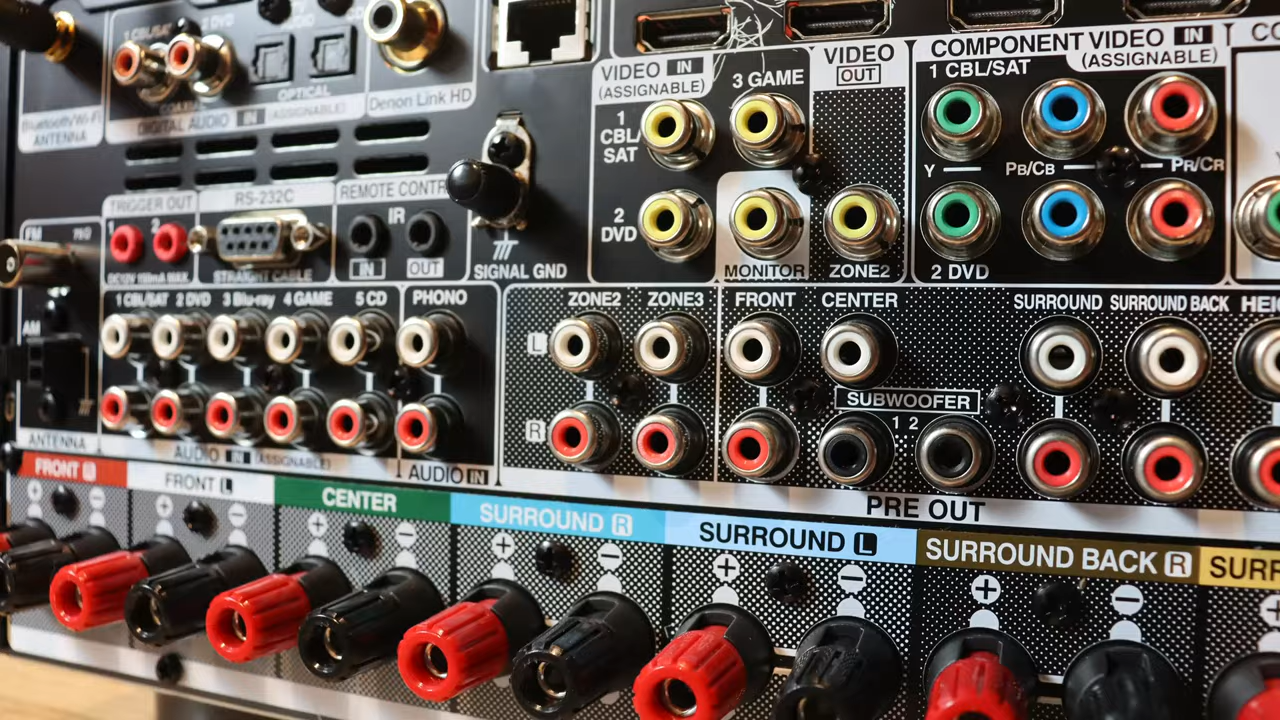 2 DVD
OPTICAL
(ASSIGNABLE)
DIGITAL AUDIO IN
Denon Link HD
Bluetooth/Wi-Fi
ANTENNA
VIDEO IN
(ASSIGNABLE)
3 GAME
1
CBL/
SAT
2
DVD
MONITOR
VIDEO
OUT
ZONE2
COMPONENT VIDEO IN
(ASSIGNABLE)
1 CBL/SAT
Y
PB/CB
PR/CR
2 DVD
TRIGGER OUT
1 2
DC12V 150mA MAX.
RS-232C
STRAIGHT CABLE
REMOTE CONTR
IR
IN
OUT
SIGNAL GND
FM
75Ω
AM
ANTENNA
1 CBL/SAT 2 DVD 3 Blu-ray 4 GAME 5 CD
PHONO
AUDIO IN (ASSIGNABLE)
AUDIO IN
ZONE2
ZONE3
FRONT
CENTER
SURROUND
SURROUND BACK
HEI
L
R
SUBWOOFER
1 2
PRE OUT
FRONT R
FRONT L
CENTER
SURROUND R
SURROUND L
SURROUND BACK R
SURR
+ − + − + − + − + − + − +